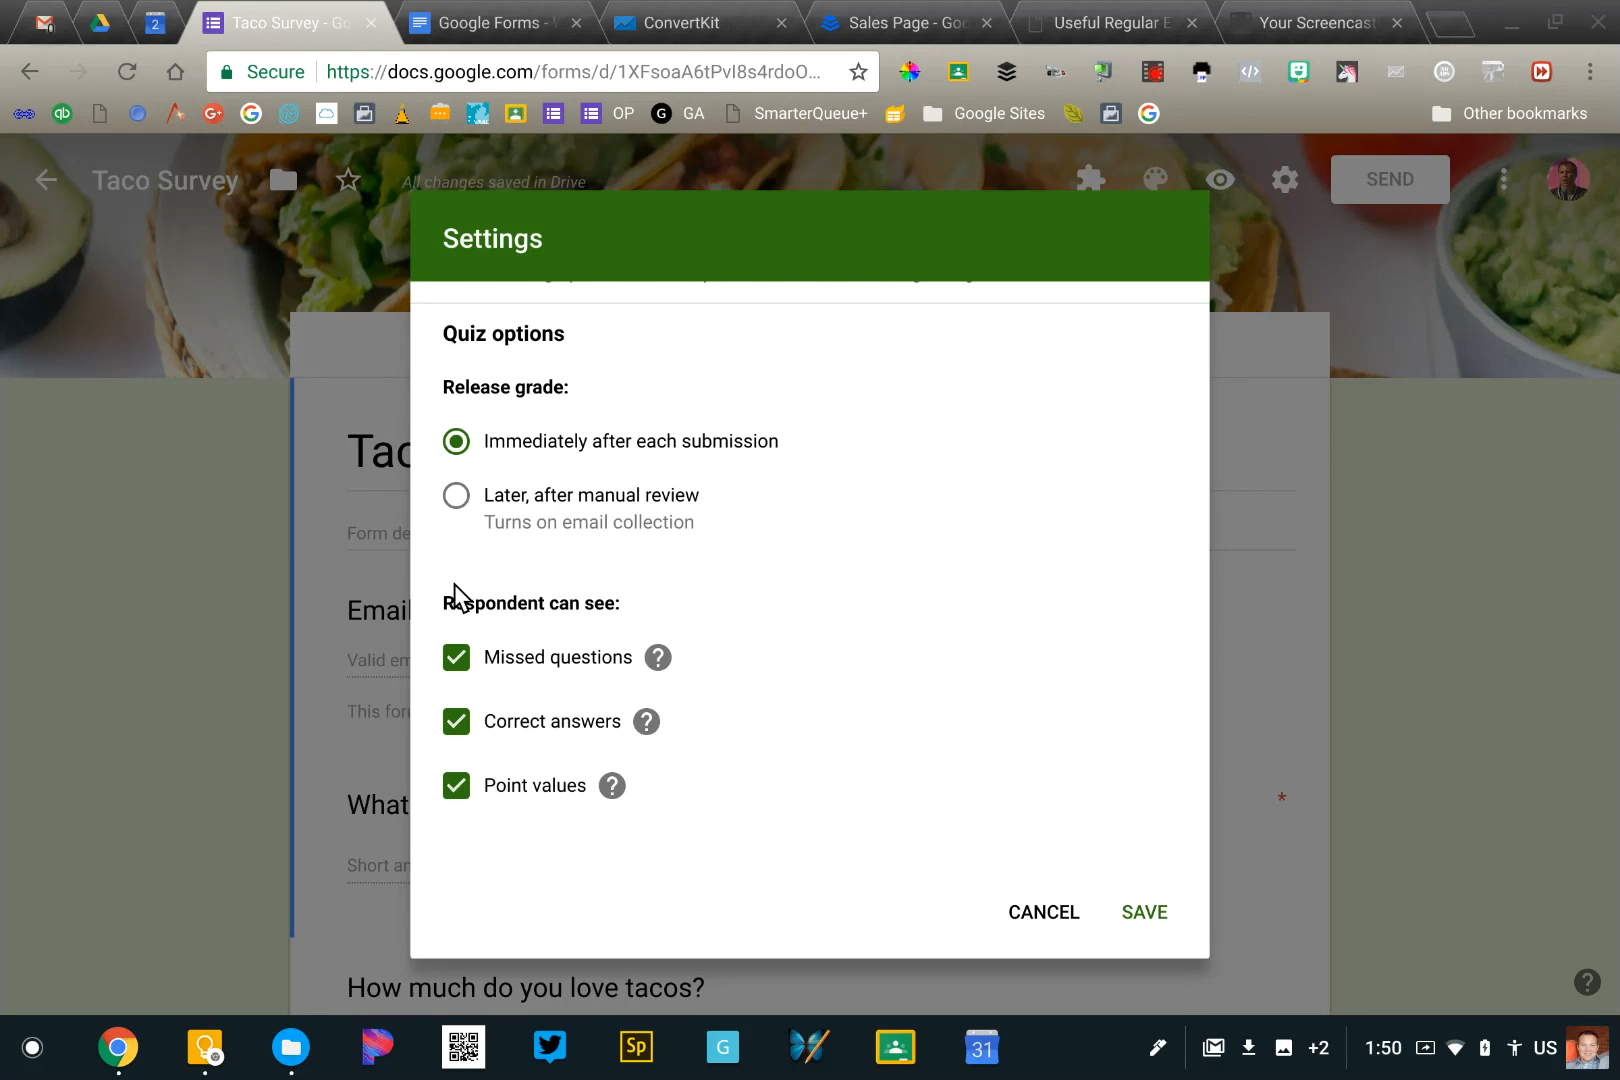 Taco Survey - Go
Google Forms -
ConvertKit
Sales Page - Goo
Useful Regular E
Your Screencast
Secure
https://docs.google.com/forms/d/1XFsoaA6tPvI8s4rdoO...
OP
GA
SmarterQueue+
Google Sites
Other bookmarks
Taco Survey
All changes saved in Drive
SEND
Settings
Quiz options
Release grade:
Immediately after each submission
Later, after manual review
Turns on email collection
Respondent can see:
Missed questions
Correct answers
Point values
CANCEL
SAVE
Tac
Form de
Email
Valid em
This for
What
*
Short an
How much do you love tacos?
Sp
G
31
+2
1:50
US